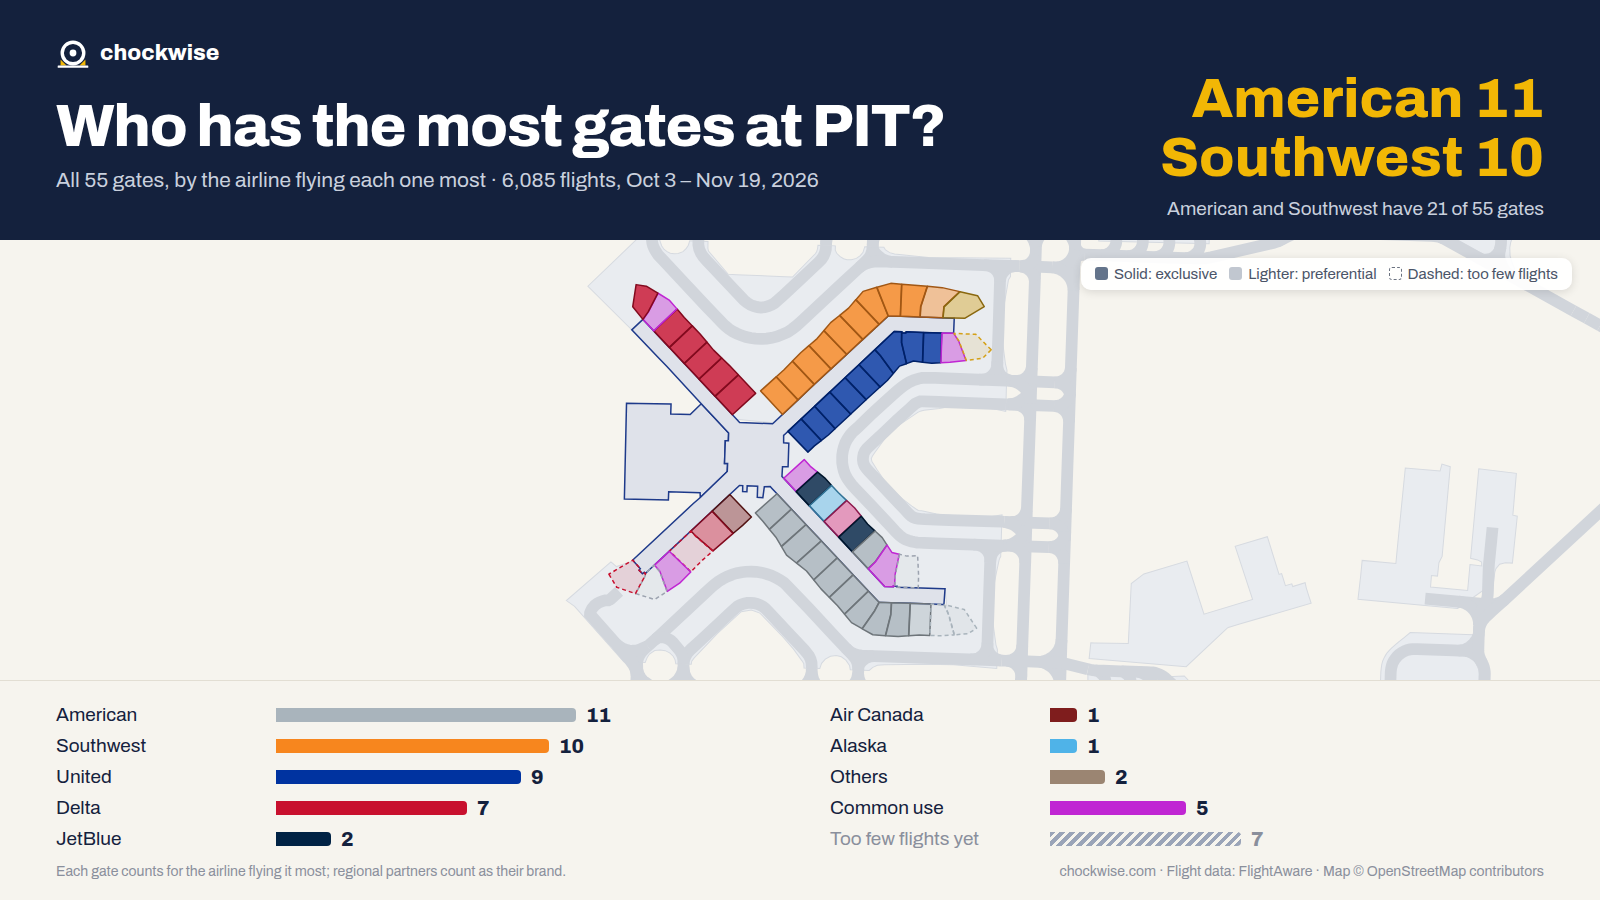 chockwise
Who has the most gates at PIT?
All 55 gates, by the airline flying each one most · 6,085 flights, Oct 3 – Nov 19, 2026
American 11
Southwest 10
American and Southwest have 21 of 55 gates
Solid: exclusive
Lighter: preferential
Dashed: too few flights
American 11
Southwest 10
United 9
Delta 7
JetBlue 2
Air Canada 1
Alaska 1
Others 2
Common use 5
Too few flights yet 7
Each gate counts for the airline flying it most; regional partners count as their brand.
chockwise.com · Flight data: FlightAware · Map © OpenStreetMap contributors